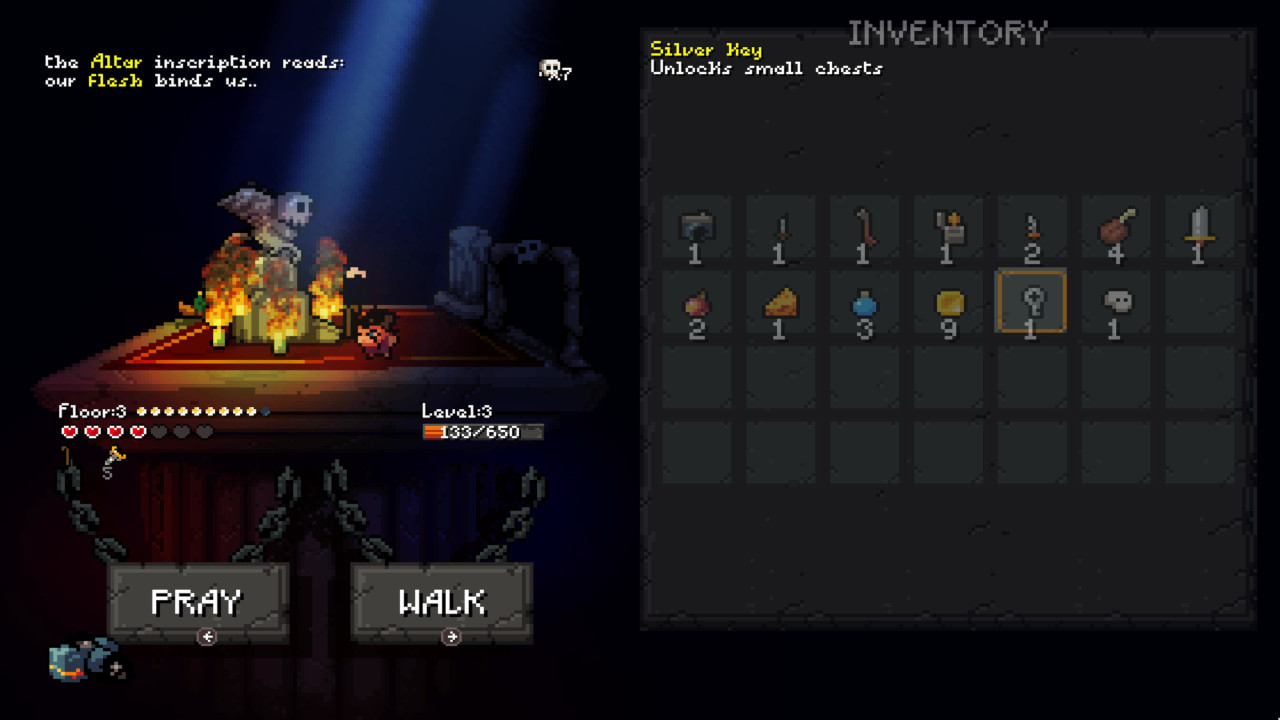 INVENTORY
the Altar inscription reads:
our flesh binds us..
7
Silver Key
Unlocks small chests
1 1 1 1 2 4 1
2 1 3 9 1 1
Floor:3
Level:3
133/650
5
PRAY WALK